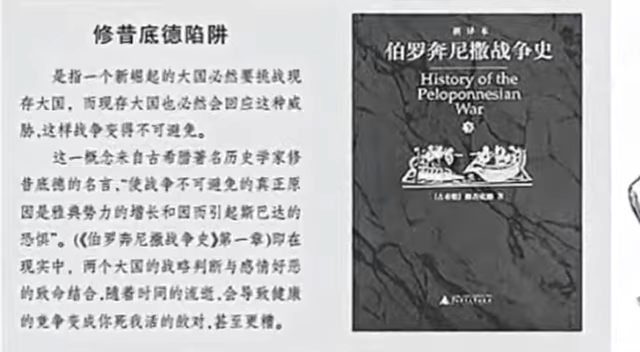 修昔底德陷阱
是指一个新崛起的大国必然要挑战现
存大国，而现存大国也必然会回应这种威
胁,这样战争变得不可避免。
这一概念来自古希腊著名历史学家修
昔底德的名言,“使战争不可避免的真正原
因是雅典势力的增长和因而引起斯巴达的
恐惧”。(《伯罗奔尼撒战争史》第一章)即在
现实中，两个大国的战略判断与感情好恶
的致命结合,随着时间的流逝,会导致健康
的竞争变成你死我活的敌对,甚至更糟。
新译本
伯罗奔尼撒战争史
History of the
Peloponnesian
War